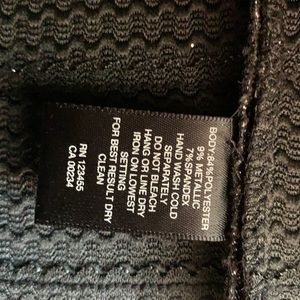 BODY:84%POLYESTER
9% METALLIC
7%SPANDEX
HAND WASH COLD
SEPARATELY
DO NOT BLEACH
HANG OR LINE DRY
IRON ON LOWEST
SETTING
FOR BEST RESULT DRY
CLEAN
RN 123455
CA 00234